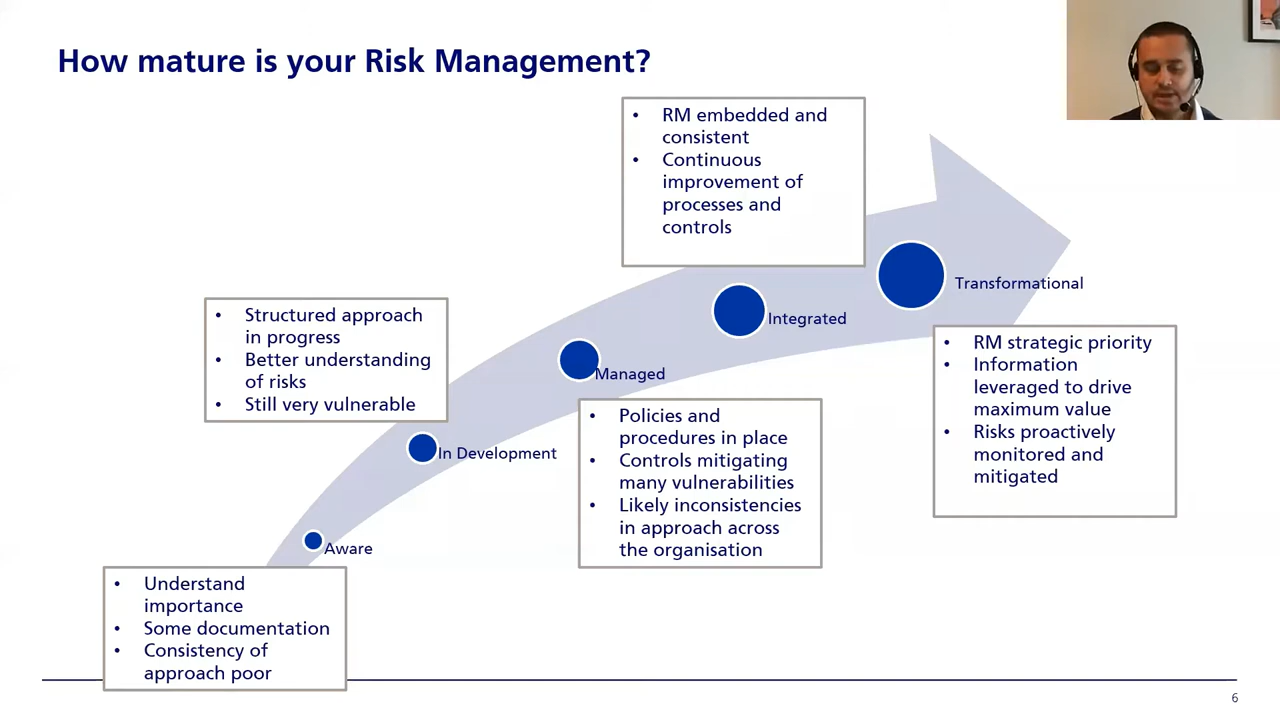 How mature is your Risk Management?
• RM embedded and
consistent
• Continuous
improvement of
processes and
controls
Transformational
Integrated
• Structured approach
in progress
• Better understanding
of risks
• Still very vulnerable
• RM strategic priority
• Information
leveraged to drive
maximum value
• Risks proactively
monitored and
mitigated
Managed
• Policies and
procedures in place
• Controls mitigating
many vulnerabilities
• Likely inconsistencies
in approach across
the organisation
In Development
Aware
• Understand
importance
• Some documentation
• Consistency of
approach poor
6